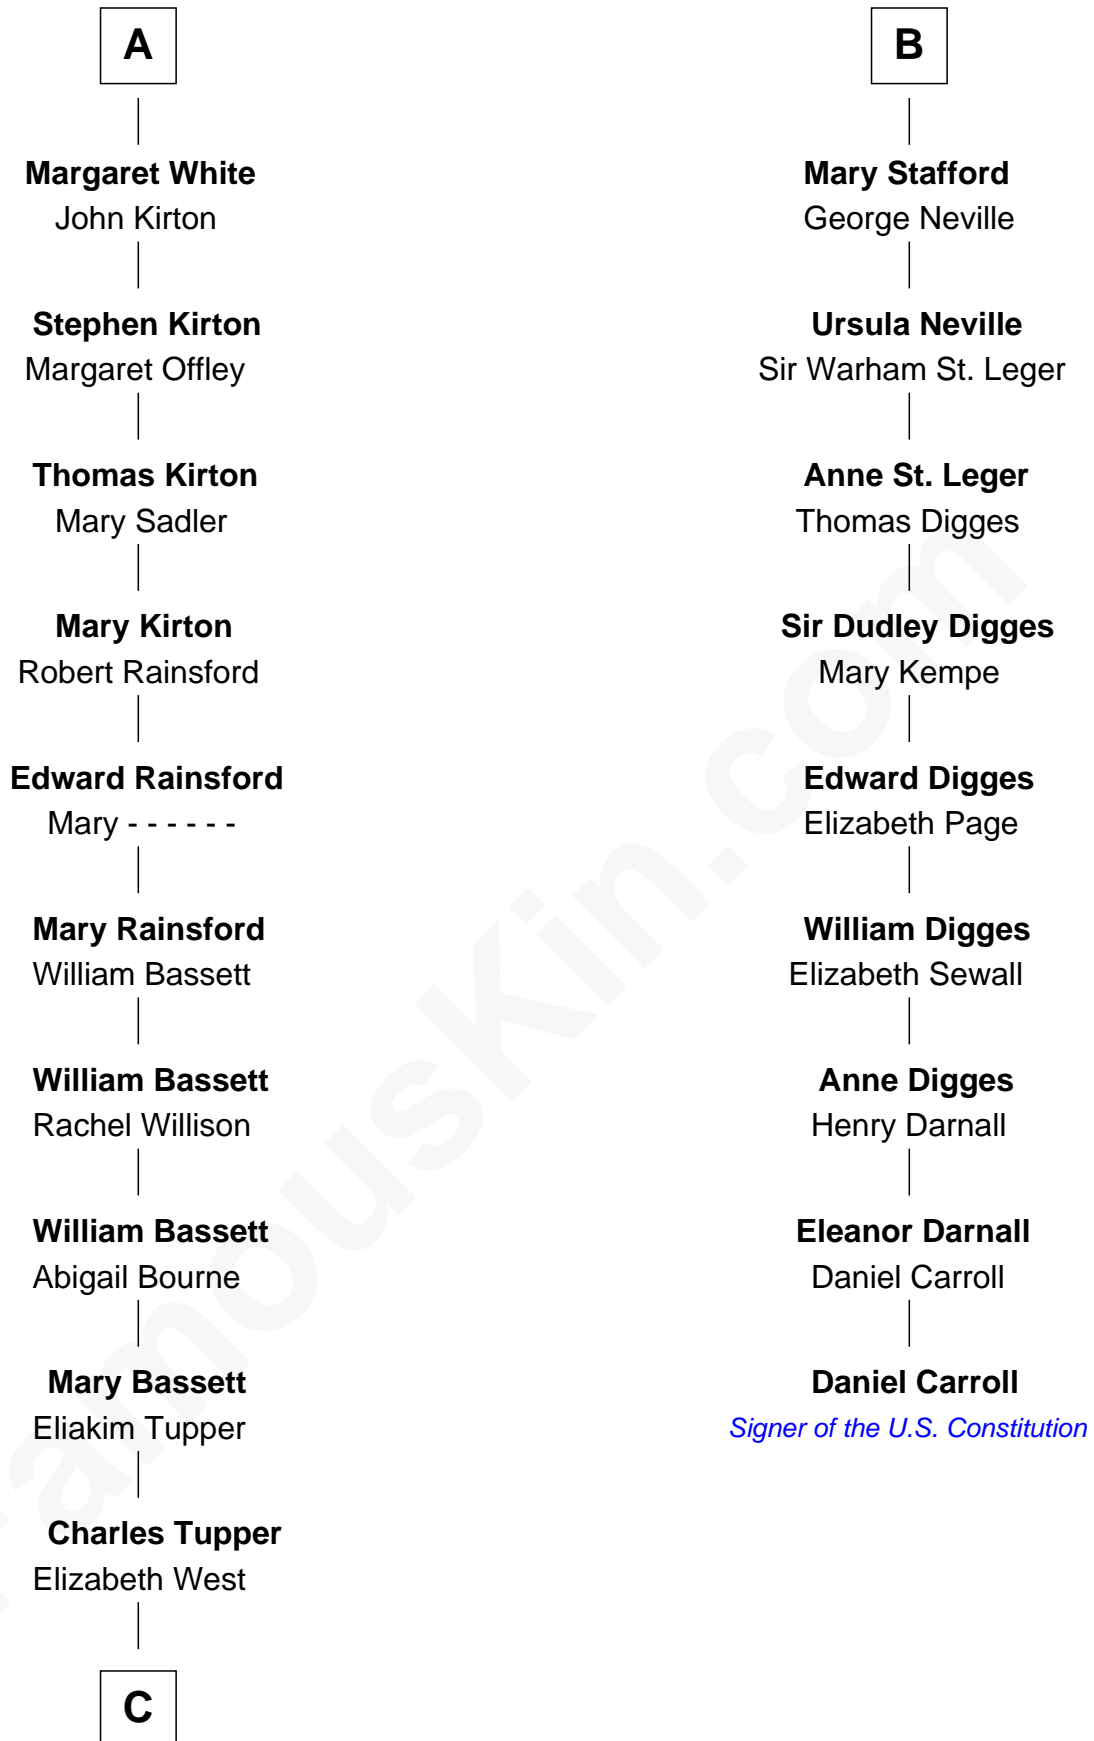 A
Margaret White
John Kirton
Stephen Kirton
Margaret Offley
Thomas Kirton
Mary Sadler
Mary Kirton
Robert Rainsford
Edward Rainsford
Mary - - - - - -
Mary Rainsford
William Bassett
William Bassett
Rachel Willison
William Bassett
Abigail Bourne
Mary Bassett
Eliakim Tupper
Charles Tupper
Elizabeth West
C
B
Mary Stafford
George Neville
Ursula Neville
Sir Warham St. Leger
Anne St. Leger
Thomas Digges
Sir Dudley Digges
Mary Kempe
Edward Digges
Elizabeth Page
William Digges
Elizabeth Sewall
Anne Digges
Henry Darnall
Eleanor Darnall
Daniel Carroll
Daniel Carroll
Signer of the U.S. Constitution
FamousKin.com